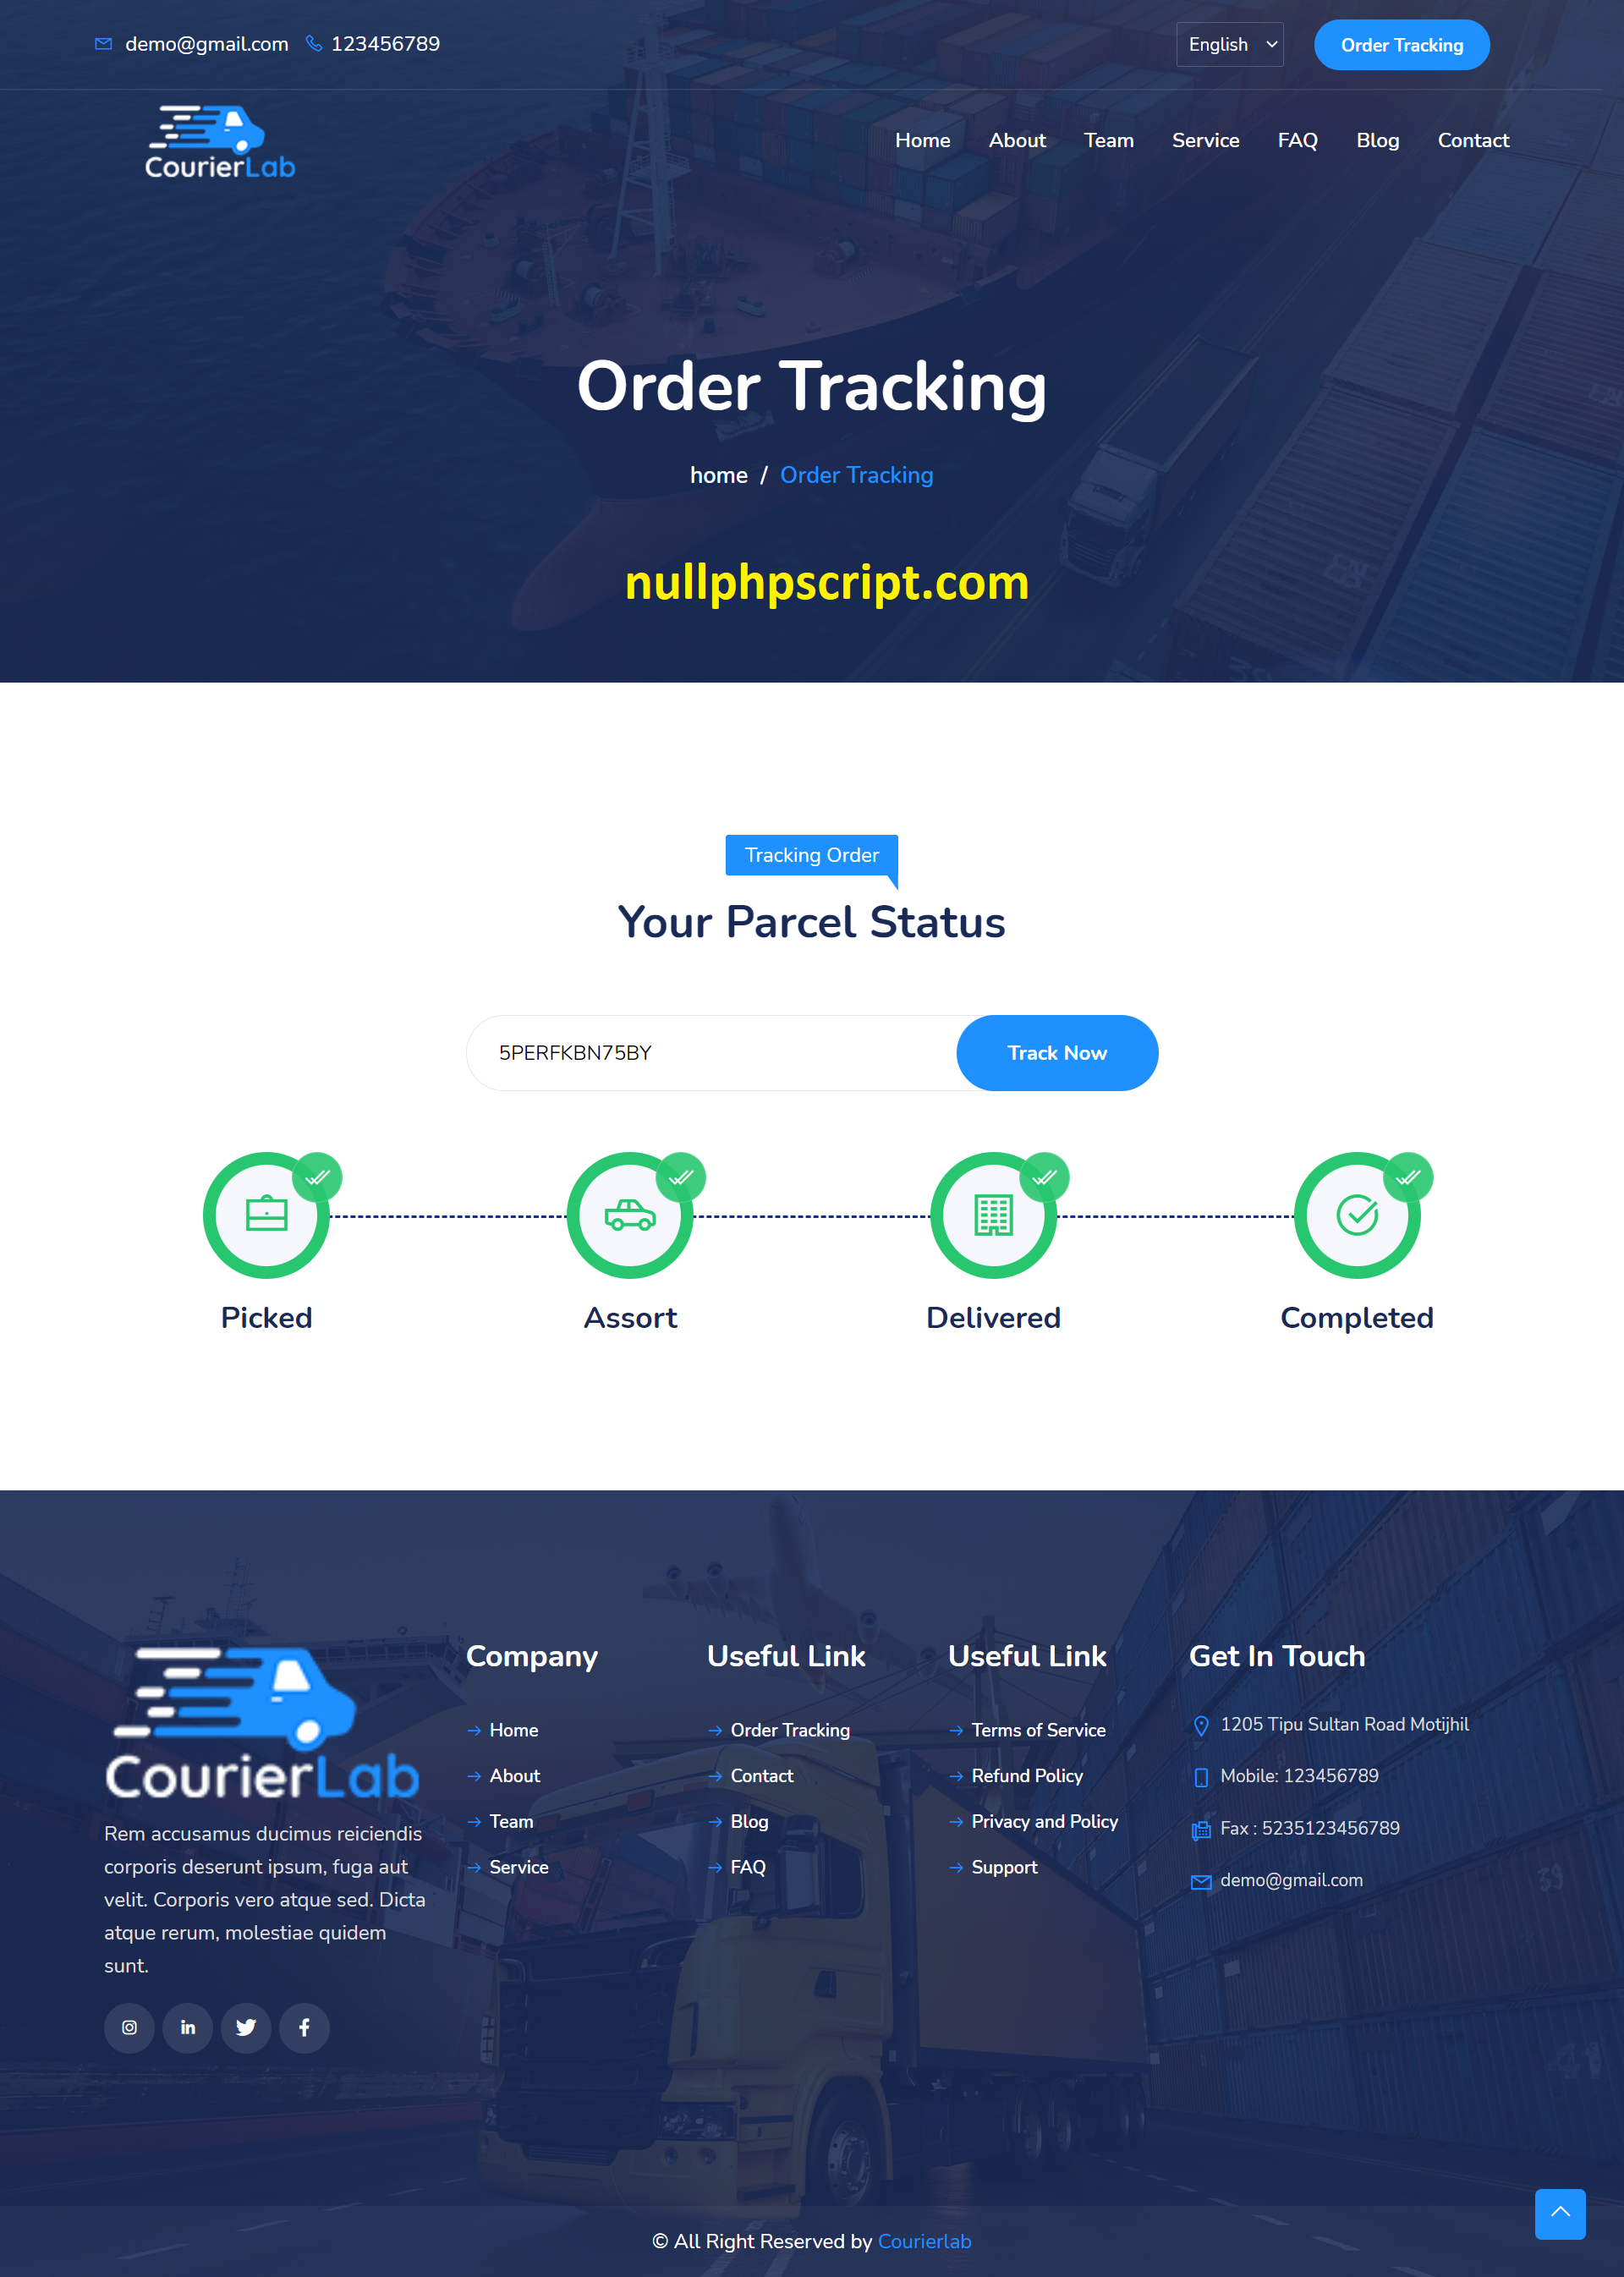 demo@gmail.com 123456789
English
Order Tracking
CourierLab
Home About Team Service FAQ Blog Contact
Order Tracking
home / Order Tracking
nullphpscript.com
Tracking Order
Your Parcel Status
5PERFKBN75BY
Track Now
Picked
Assort
Delivered
Completed
CourierLab
Rem accusamus ducimus reiciendis
corporis deserunt ipsum, fuga aut
velit. Corporis vero atque sed. Dicta
atque rerum, molestiae quidem
sunt.
Company
Home
About
Team
Service
Useful Link
Order Tracking
Contact
Blog
FAQ
Useful Link
Terms of Service
Refund Policy
Privacy and Policy
Support
Get In Touch
1205 Tipu Sultan Road Motijhil
Mobile: 123456789
Fax : 5235123456789
demo@gmail.com
© All Right Reserved by Courierlab